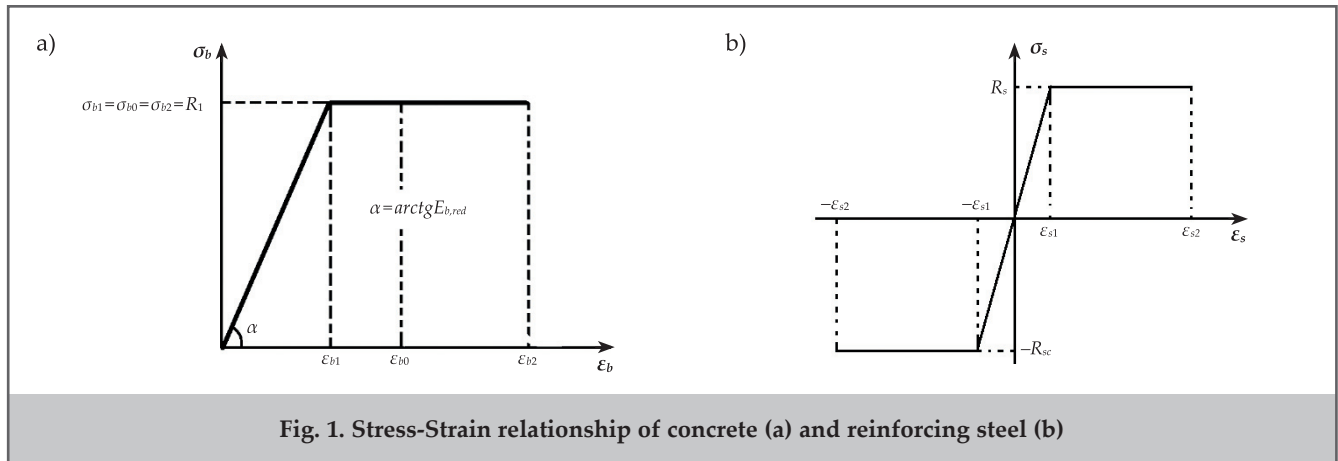 a)
σb
σb1=σb0=σb2=R1
α=arctgEb,red
α
εb1
εb0
εb2
εb
b)
σs
Rs
−εs2
−εs1
εs1
εs2
εs
−Rsc
Fig. 1. Stress-Strain relationship of concrete (a) and reinforcing steel (b)